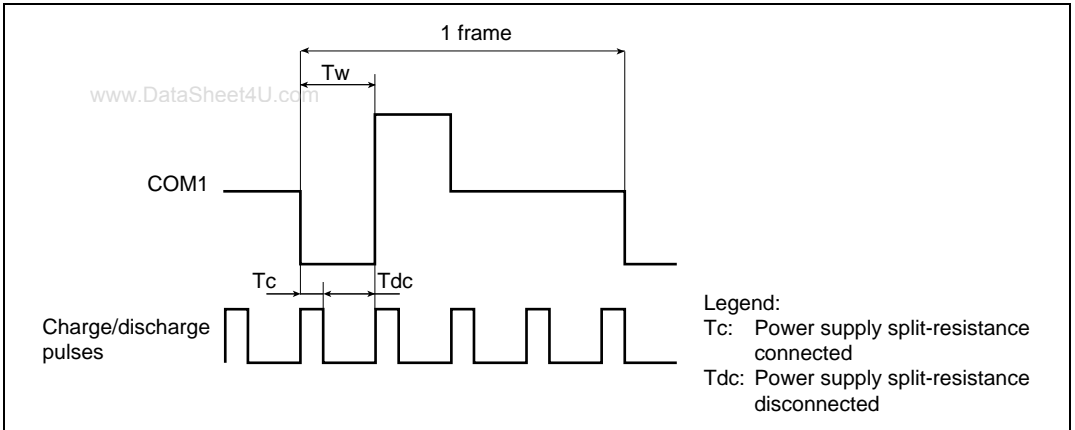 1 frame
Tw
www.DataSheet4U.com
COM1
Tc
Tdc
Charge/discharge
pulses
Legend:
Tc: Power supply split-resistance
connected
Tdc: Power supply split-resistance
disconnected